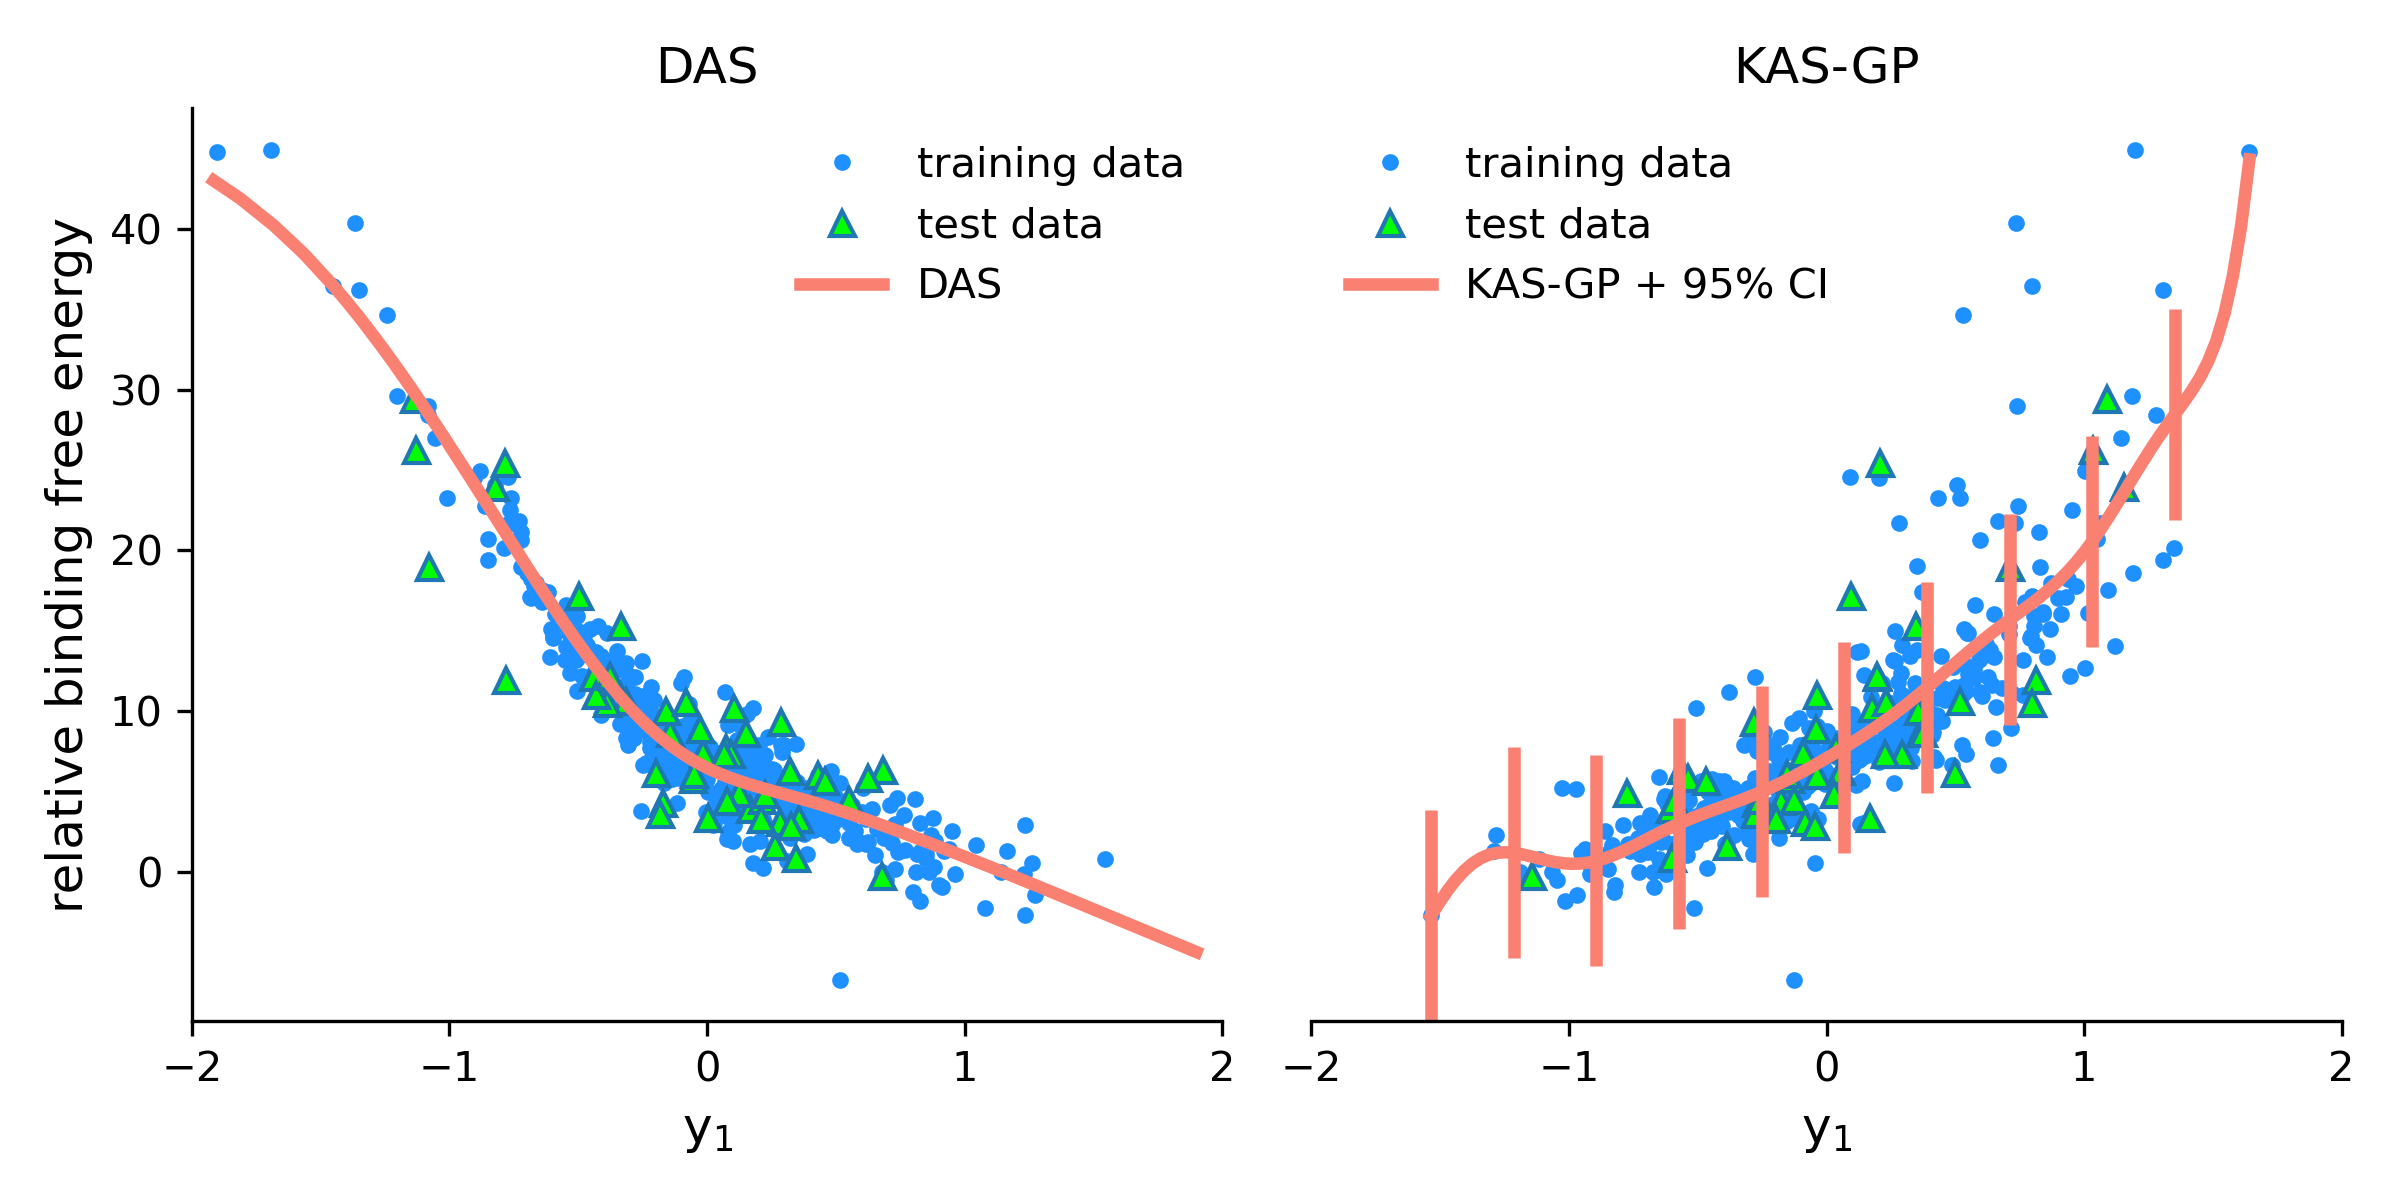 DAS
KAS-GP
training data
test data
DAS
training data
test data
KAS-GP + 95% CI
relative binding free energy
40
30
20
10
0
−2 −1 0 1 2
−2 −1 0 1 2
y₁
y₁